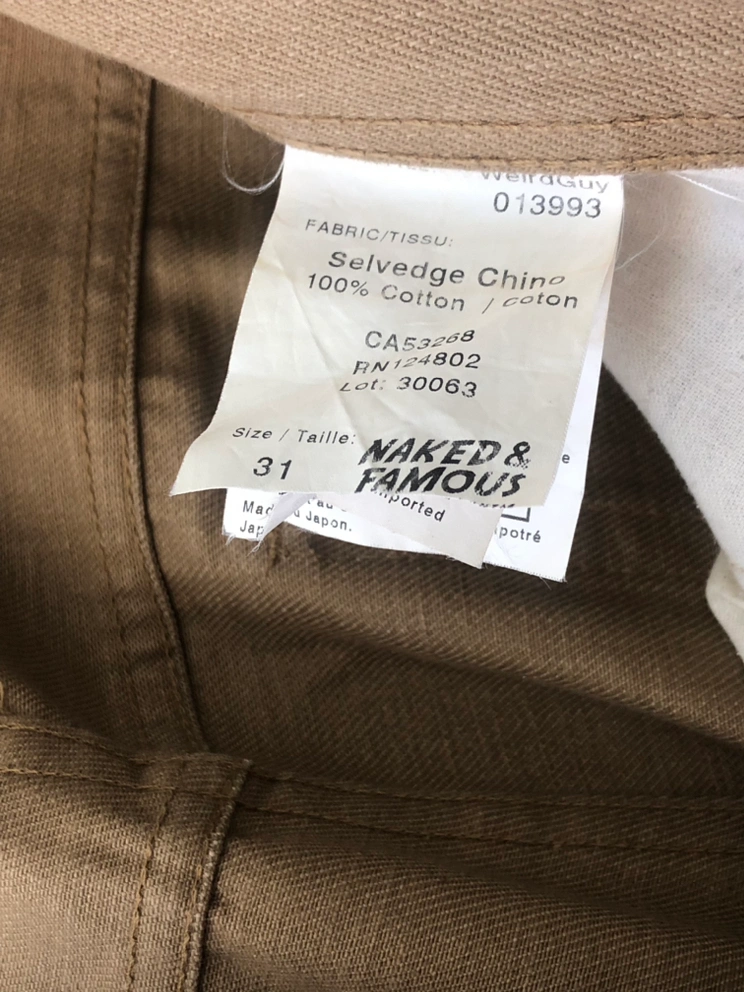 WeirdGuy
013993
FABRIC/TISSU:
Selvedge Chino
100% Cotton / coton
CA53268
RN124802
Lot: 30063
Size / Taille:
31
NAKED &
FAMOUS
Imported
u Japon.